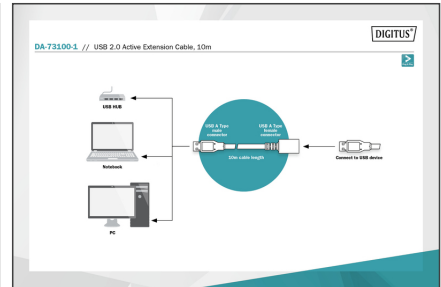 DIGITUS®
DA-73100-1 // USB 2.0 Active Extension Cable, 10m
USB HUB
USB A Type
male
connector
USB A Type
female
connector
10m cable length
Connect to USB device
Notebook
PC